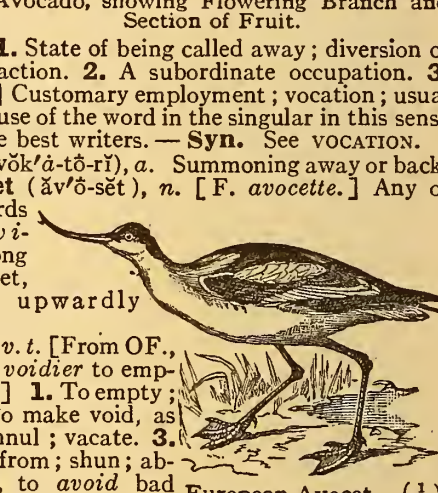 Avocado, showing Flowering Branch and
Section of Fruit.
1. State of being called away; diversion
action. 2. A subordinate occupation. 3
Customary employment; vocation; usua
use of the word in the singular in this sens
e best writers. — Syn. See VOCATION.
vŏk'ȧ-tō-rĭ), a. Summoning away or back
et (ăv'ō-sĕt), n. [F. avocette.] Any
rds
i-
ong
et,
upwardly
v. t. [From OF.,
voidier to emp-
] 1. To empty;
o make void, as
nnul; vacate. 3.
from; shun; ab-
to avoid bad
European Avocet.